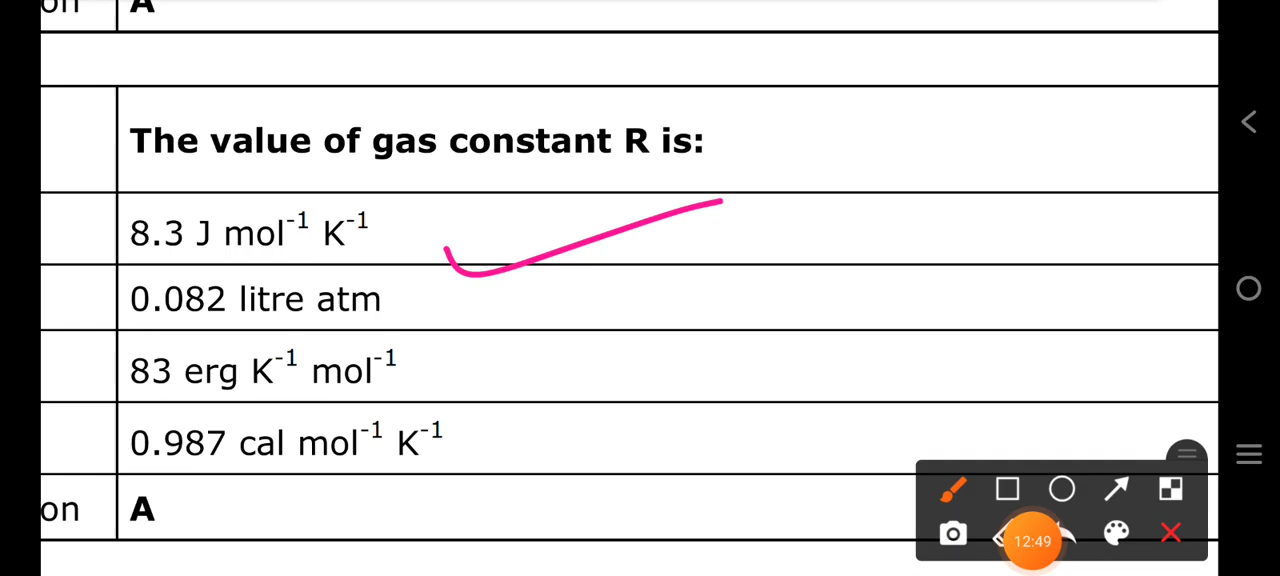 on A
The value of gas constant R is:
8.3 J mol⁻¹ K⁻¹
0.082 litre atm
83 erg K⁻¹ mol⁻¹
0.987 cal mol⁻¹ K⁻¹
on A
12:49